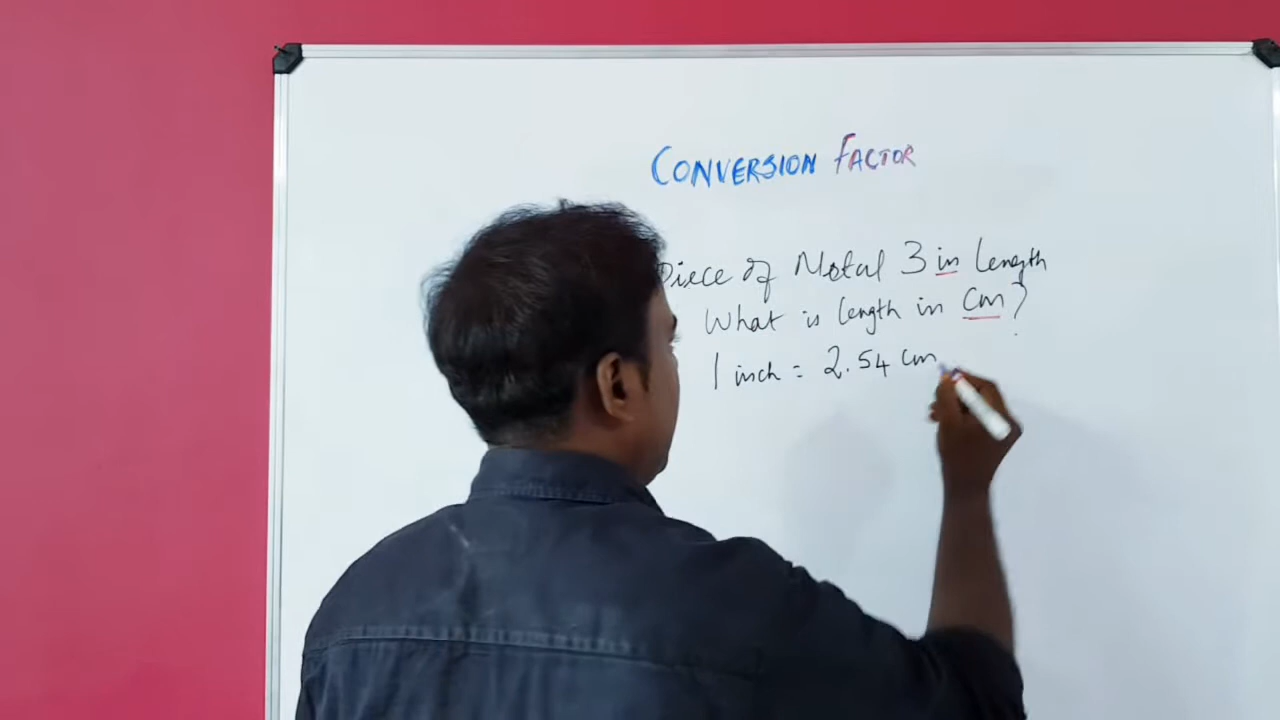 CONVERSION FACTOR
Piece of Metal 3 in length
What is length in cm?
1 inch = 2.54 cm